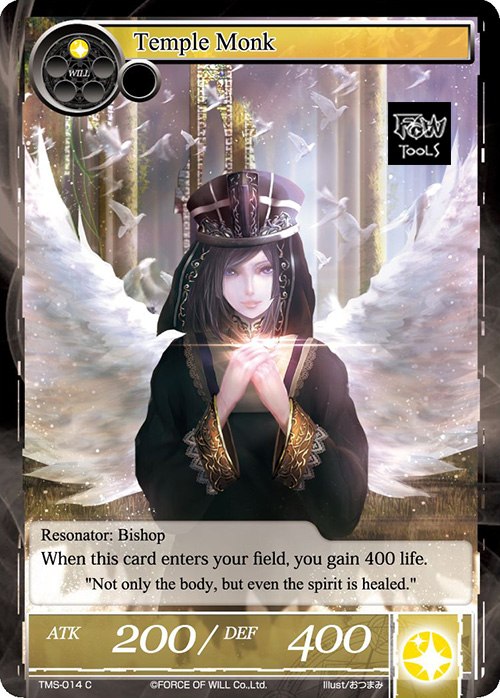 Temple Monk
WILL
FoW
TOOLS
Resonator: Bishop
When this card enters your field, you gain 400 life.
"Not only the body, but even the spirit is healed."
ATK 200/ DEF 400
TMS-014 C ©FORCE OF WILL Co.,Ltd. Illust/おつまみ